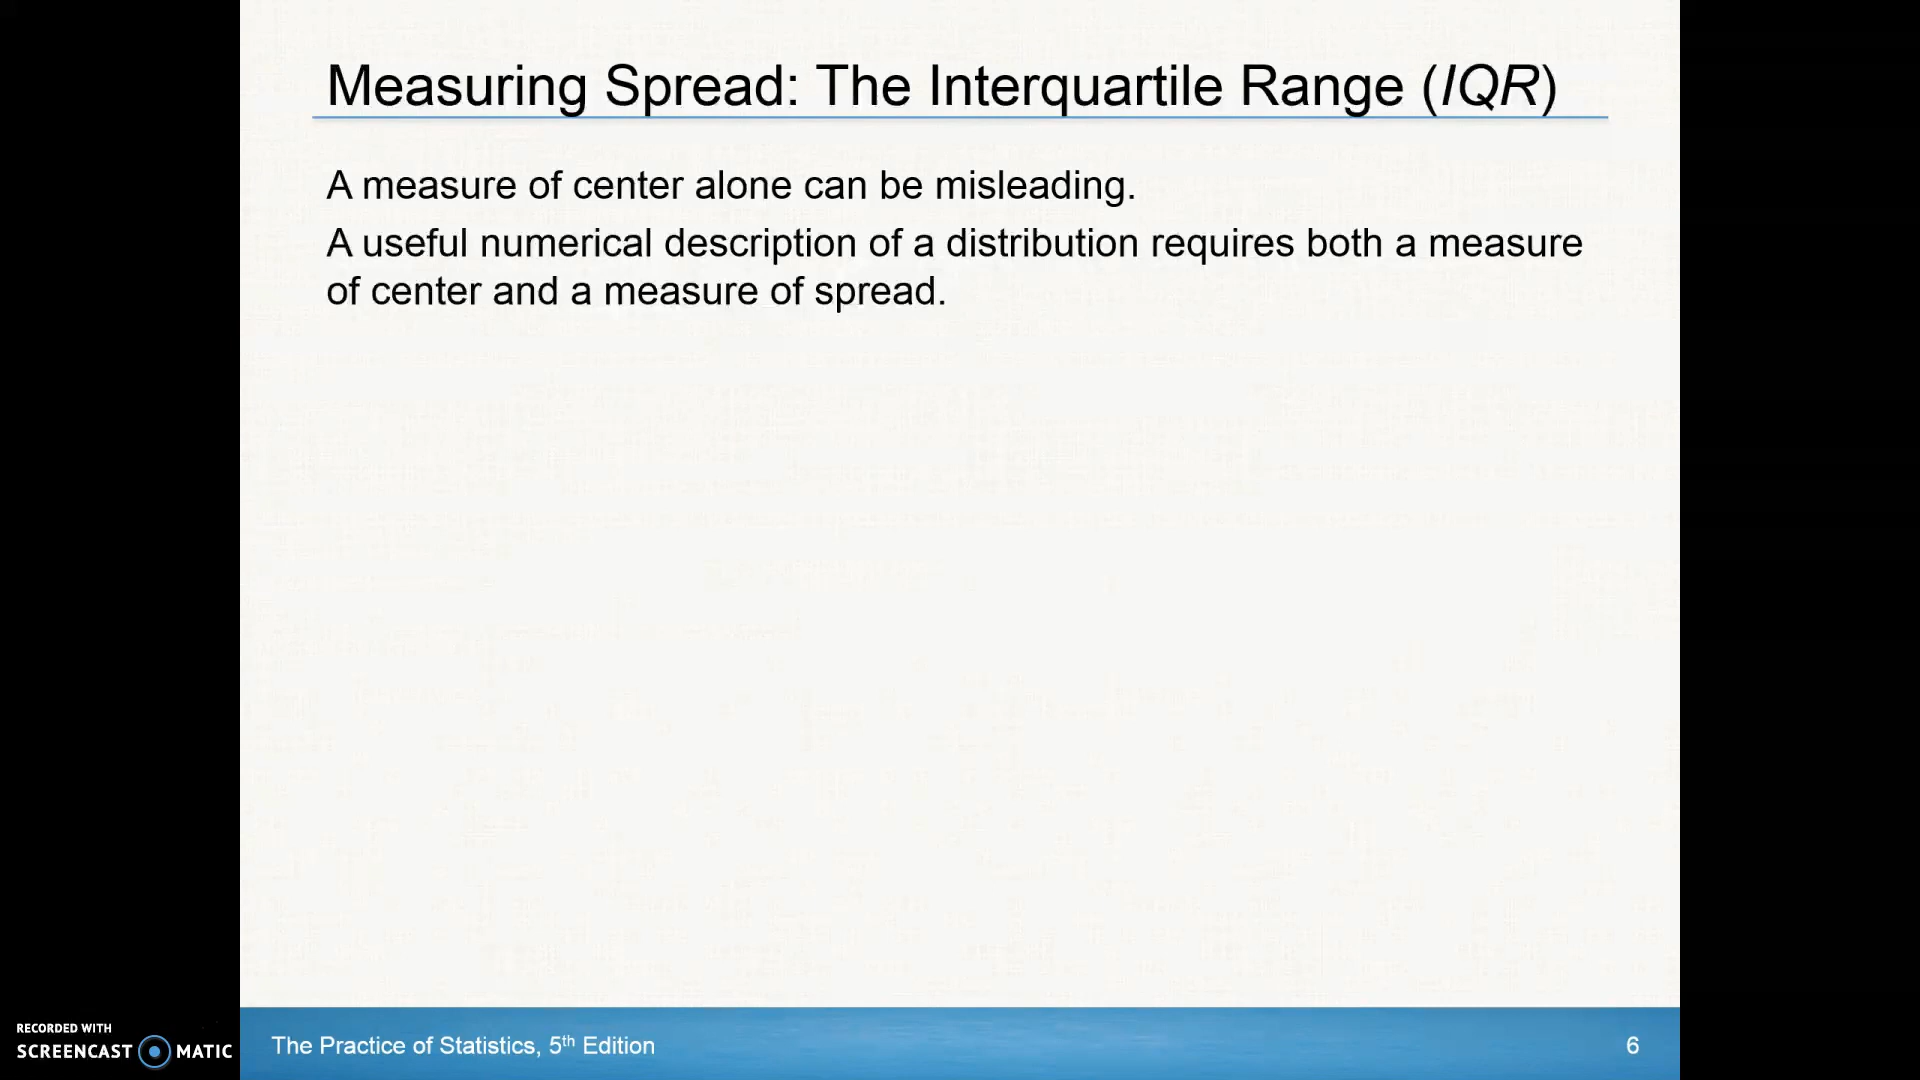 Measuring Spread: The Interquartile Range (IQR)
A measure of center alone can be misleading.
A useful numerical description of a distribution requires both a measure
of center and a measure of spread.
RECORDED WITH
SCREENCAST MATIC
The Practice of Statistics, 5th Edition
6